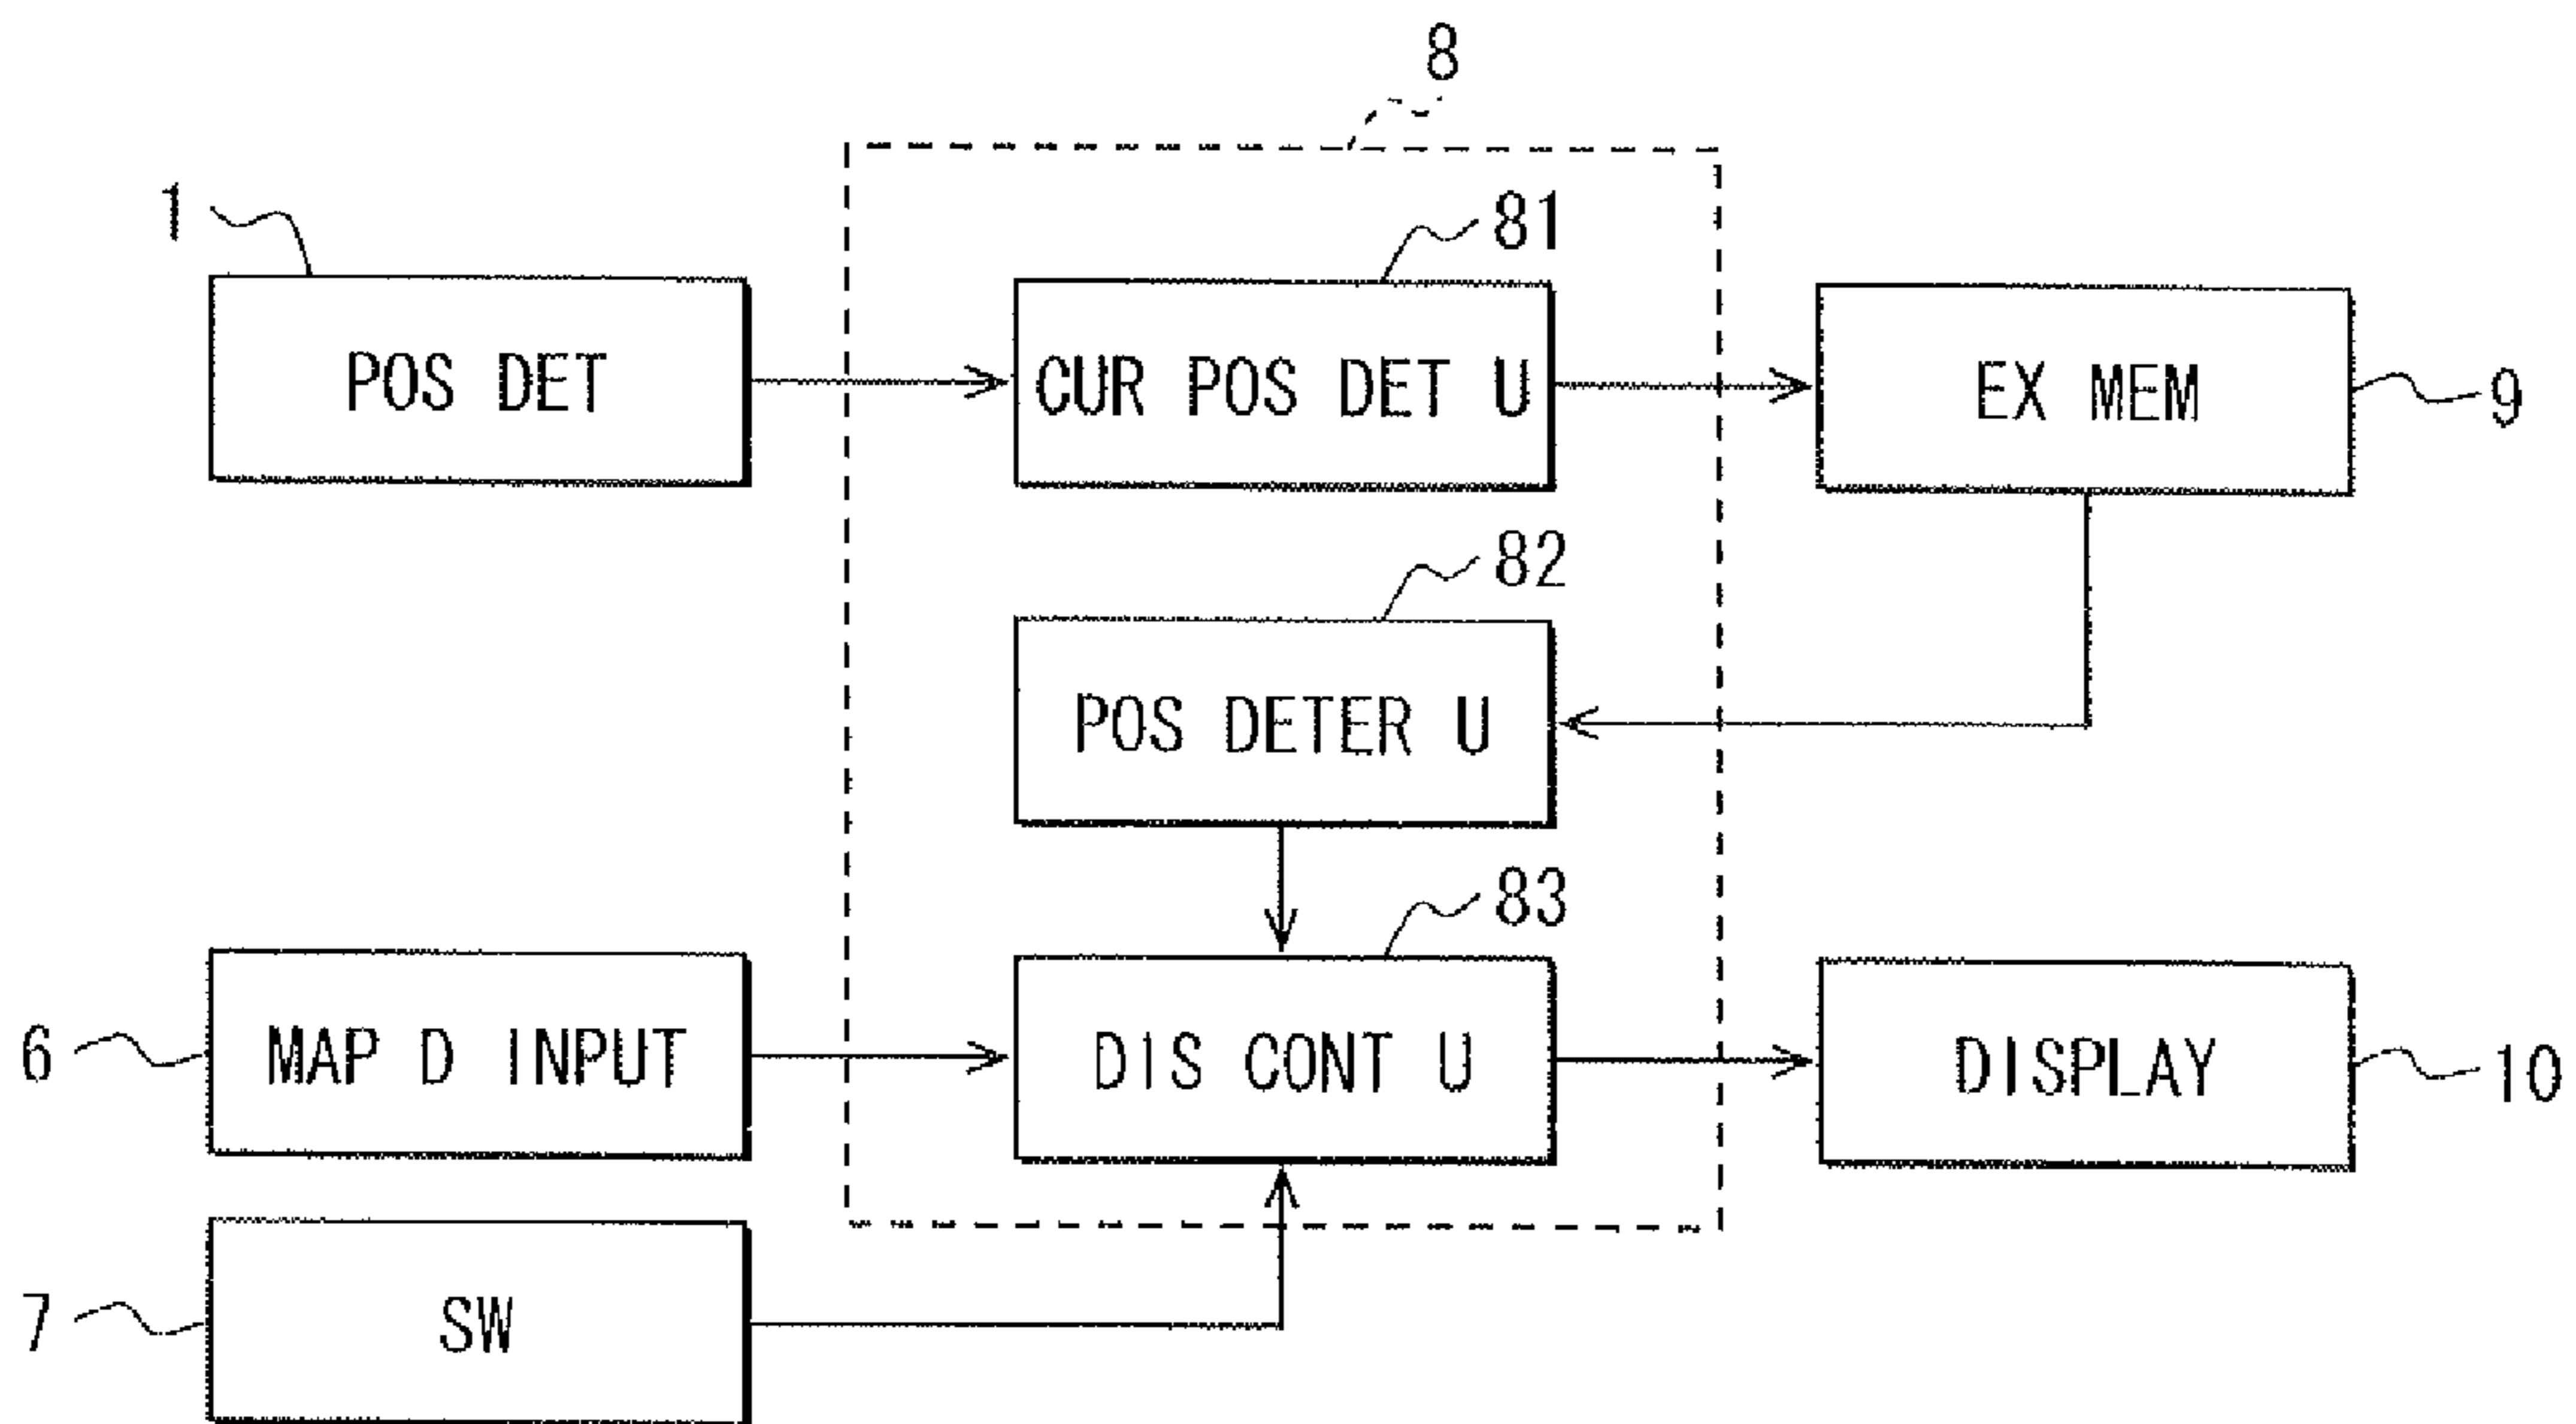 8
1
81
POS DET
CUR POS DET U
EX MEM
9
82
POS DETER U
83
6
MAP D INPUT
DIS CONT U
DISPLAY
10
7
SW